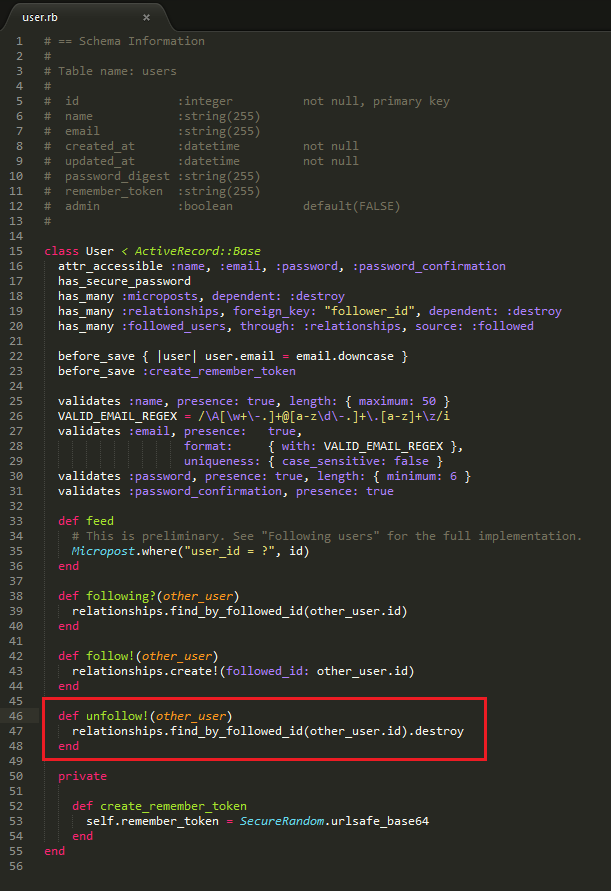 user.rb ×
1 # == Schema Information
2 #
3 # Table name: users
4 #
5 #  id              :integer          not null, primary key
6 #  name            :string(255)
7 #  email           :string(255)
8 #  created_at      :datetime         not null
9 #  updated_at      :datetime         not null
10 #  password_digest :string(255)
11 #  remember_token  :string(255)
12 #  admin           :boolean          default(FALSE)
13 #
14
15 class User < ActiveRecord::Base
16   attr_accessible :name, :email, :password, :password_confirmation
17   has_secure_password
18   has_many :microposts, dependent: :destroy
19   has_many :relationships, foreign_key: "follower_id", dependent: :destroy
20   has_many :followed_users, through: :relationships, source: :followed
21
22   before_save { |user| user.email = email.downcase }
23   before_save :create_remember_token
24
25   validates :name, presence: true, length: { maximum: 50 }
26   VALID_EMAIL_REGEX = /\A[\w+\-.]+@[a-z\d\-.]+\.[a-z]+\z/i
27   validates :email, presence:   true,
28                     format:     { with: VALID_EMAIL_REGEX },
29                     uniqueness: { case_sensitive: false }
30   validates :password, presence: true, length: { minimum: 6 }
31   validates :password_confirmation, presence: true
32
33   def feed
34     # This is preliminary. See "Following users" for the full implementation.
35     Micropost.where("user_id = ?", id)
36   end
37
38   def following?(other_user)
39     relationships.find_by_followed_id(other_user.id)
40   end
41
42   def follow!(other_user)
43     relationships.create!(followed_id: other_user.id)
44   end
45
46   def unfollow!(other_user)
47     relationships.find_by_followed_id(other_user.id).destroy
48   end
49
50   private
51
52     def create_remember_token
53       self.remember_token = SecureRandom.urlsafe_base64
54     end
55 end
56